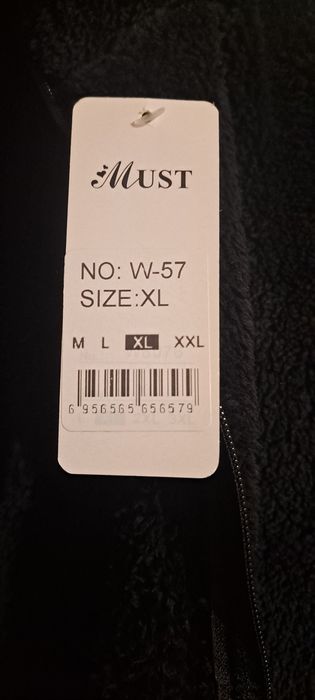 MUST
NO: W-57
SIZE:XL
M L XL XXL
6 956565 656579